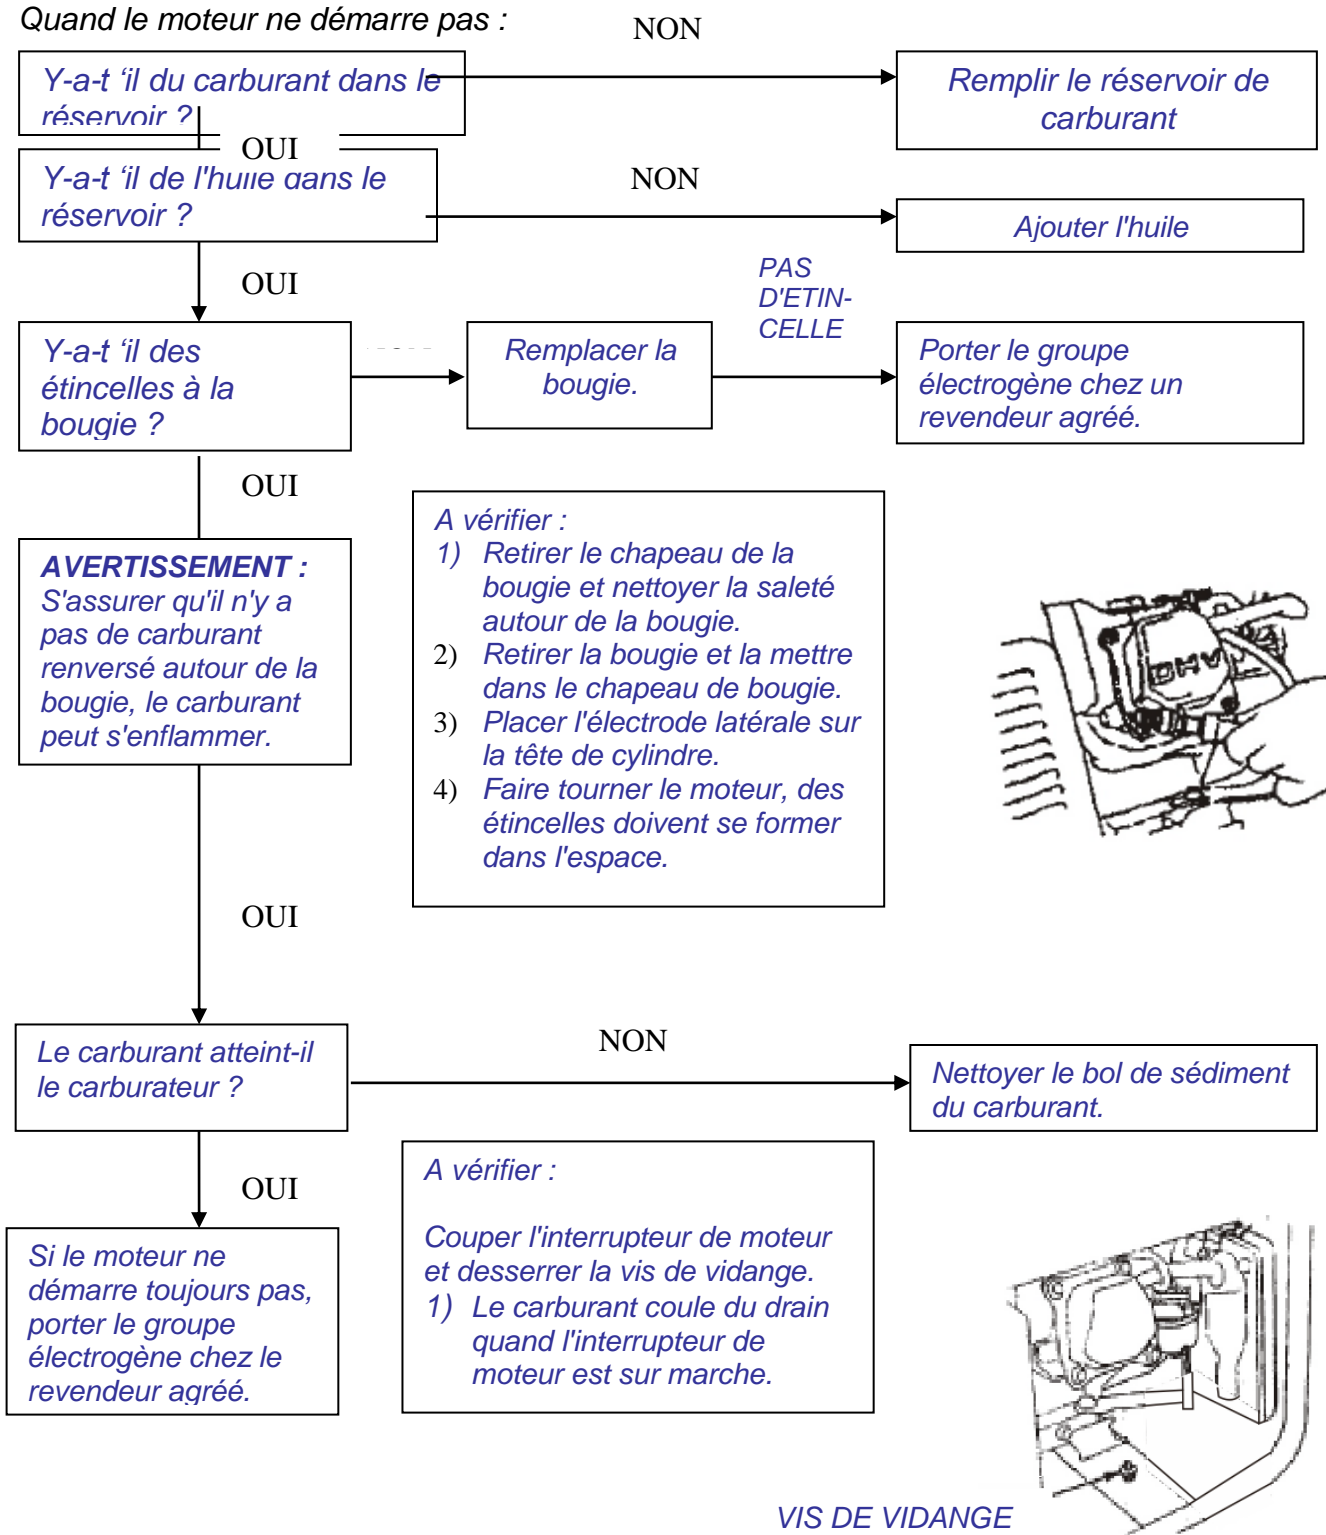 Quand le moteur ne démarre pas :
NON
Y-a-t ‘il du carburant dans le
réservoir ?
Remplir le réservoir de
carburant
OUI
Y-a-t ‘il de l'huile dans le
réservoir ?
NON
Ajouter l'huile
OUI
PAS
D'ETIN-
CELLE
Y-a-t ‘il des
étincelles à la
bougie ?
Remplacer la
bougie.
Porter le groupe
électrogène chez un
revendeur agréé.
OUI
AVERTISSEMENT :
S'assurer qu'il n'y a
pas de carburant
renversé autour de la
bougie, le carburant
peut s'enflammer.
A vérifier :
1) Retirer le chapeau de la
bougie et nettoyer la saleté
autour de la bougie.
2) Retirer la bougie et la mettre
dans le chapeau de bougie.
3) Placer l'électrode latérale sur
la tête de cylindre.
4) Faire tourner le moteur, des
étincelles doivent se former
dans l'espace.
OHV
OUI
Le carburant atteint-il
le carburateur ?
NON
Nettoyer le bol de sédiment
du carburant.
OUI
Si le moteur ne
démarre toujours pas,
porter le groupe
électrogène chez le
revendeur agréé.
A vérifier :
Couper l'interrupteur de moteur
et desserrer la vis de vidange.
1) Le carburant coule du drain
quand l'interrupteur de
moteur est sur marche.
VIS DE VIDANGE